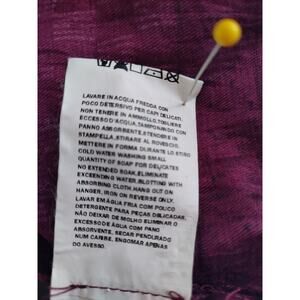 LAVARE IN ACQUA FREDDA CON
POCO DETERSIVO PER CAPI DELICATI.
NON TENERE IN AMMOLLO,TOGLIERE
ECCESSO D'ACQUA,TAMPONANDO CON
PANNO ASSORBENTE,STENDERE IN
STAMPELLA,STIRARE AL ROVESCIO,
METTERE IN FORMA DURANTE LO STIRO
COLD WATER WASHING SMALL
QUANTITY OF SOAP FOR DELICATES
NO EXTENDED SOAK,ELIMINATE
EXCEENDING WATER,BLOTTING WITH
ABSORBING CLOTH,HANG OUT ON
HANGER, IRON ON REVERSE ONLY.
LAVAR EM ÁGUA FRIA COM POUCO
DETERGENTE PARA PEÇAS DELICADAS,
NÃO DEIXAR DE MOLHO ELIMINAR O
EXCESSO DE ÁGUA COM PANO
ABSORVENTE, SECAR PENDURADO
NUM CABIRE, ENGOMAR APENAS
DO AVESSO.